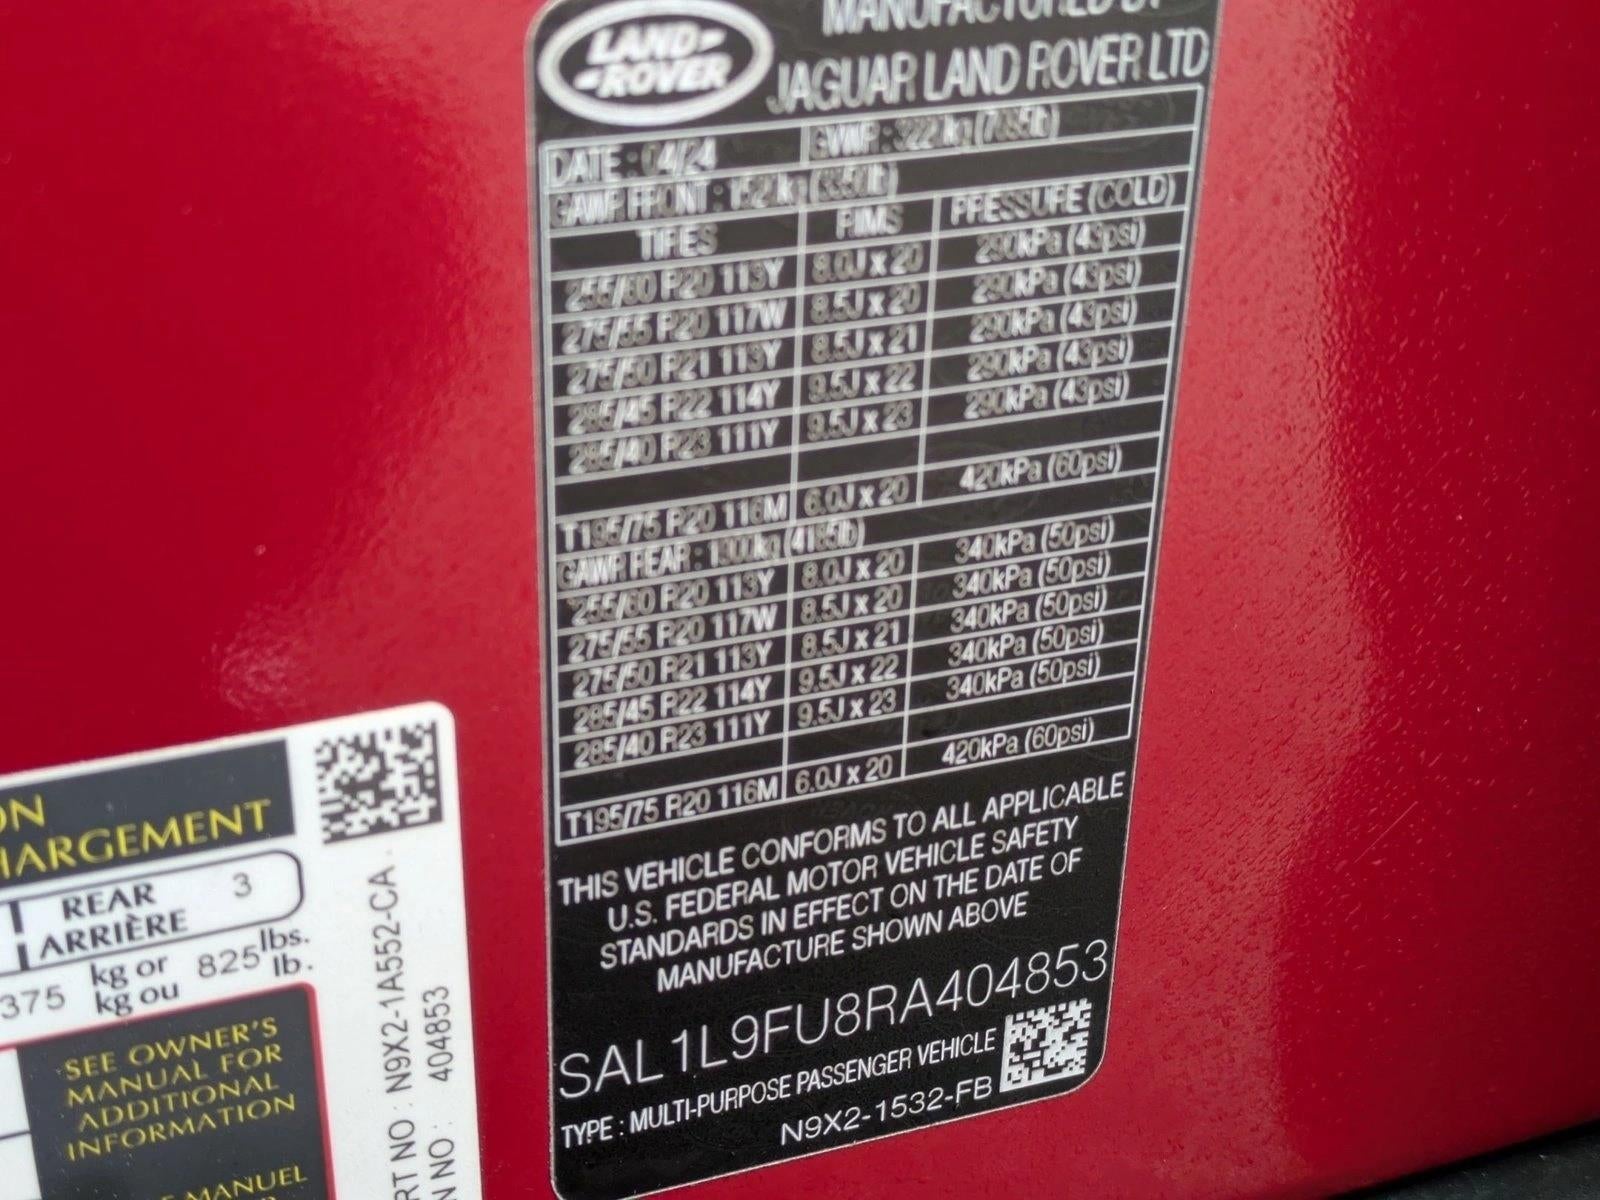 LAND-
-ROVER
MANUFACTURED BY
JAGUAR LAND ROVER LTD
DATE : 04/24
GAWR FRONT :
TIRES RIMS PRESSURE (COLD)
255/60 R20 113Y 8.0J x 20 290kPa (43psi)
275/55 R20 117W 8.5J x 20 290kPa (43psi)
275/50 R21 113Y 8.5J x 21 290kPa (43psi)
285/45 R22 114Y 9.5J x 22 290kPa (43psi)
285/40 R23 111Y 9.5J x 23 290kPa (43psi)
T195/75 R20 116M 6.0J x 20 420kPa (60psi)
GAWR REAR : 1900kg (4185lb)
255/60 R20 113Y 8.0J x 20 340kPa (50psi)
275/55 R20 117W 8.5J x 20 340kPa (50psi)
275/50 R21 113Y 8.5J x 21 340kPa (50psi)
285/45 R22 114Y 9.5J x 22 340kPa (50psi)
285/40 R23 111Y 9.5J x 23 340kPa (50psi)
T195/75 R20 116M 6.0J x 20 420kPa (60psi)
THIS VEHICLE CONFORMS TO ALL APPLICABLE
U.S. FEDERAL MOTOR VEHICLE SAFETY
STANDARDS IN EFFECT ON THE DATE OF
MANUFACTURE SHOWN ABOVE
SAL1L9FU8RA404853
TYPE : MULTI-PURPOSE PASSENGER VEHICLE
N9X2-1532-FB
ON
HARGEMENT
REAR 3
ARRIÈRE
375 kg or 825 lbs.
kg ou lb.
SEE OWNER'S
MANUAL FOR
ADDITIONAL
INFORMATION
MANUEL
RT NO : N9X2-1A552-CA
N NO : 404853